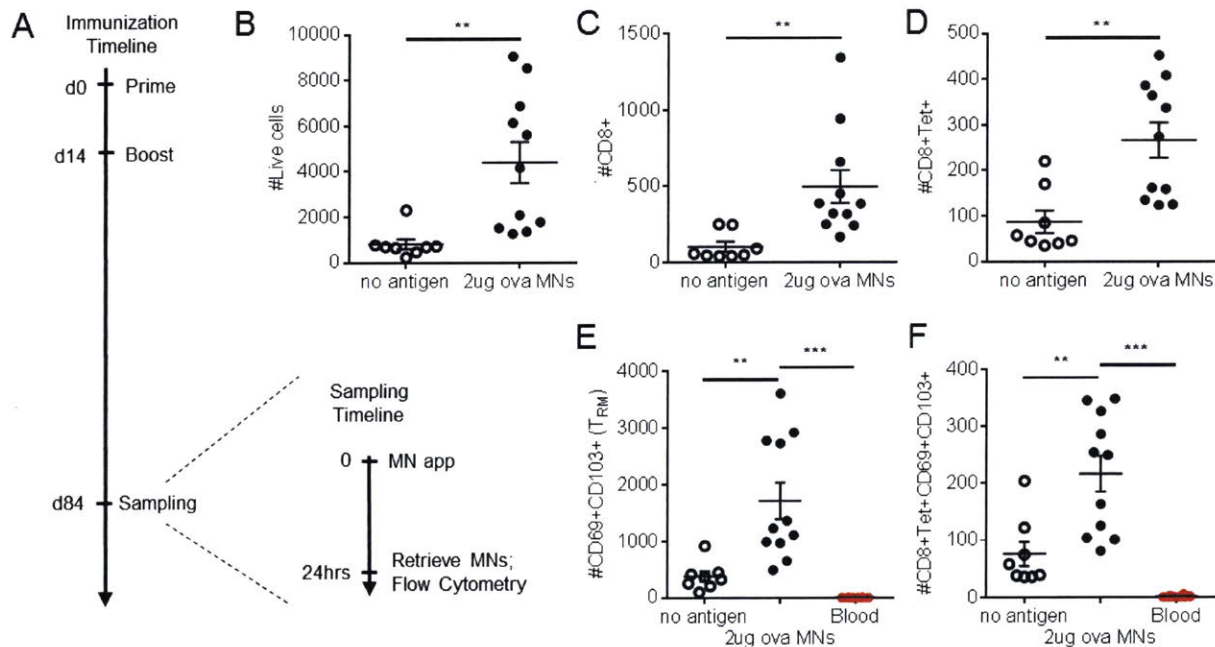 A
Immunization
Timeline
d0
Prime
d14
Boost
d84
Sampling
Sampling
Timeline
0
MN app
24hrs
Retrieve MNs;
Flow Cytometry
B
#Live cells
10000
8000
6000
4000
2000
0
**
no antigen
2ug ova MNs
C
#CD8+
1500
1000
500
0
**
no antigen
2ug ova MNs
D
#CD8+Tet+
500
400
300
200
100
0
**
no antigen
2ug ova MNs
E
#CD69+CD103+ (TRM)
4000
3000
2000
1000
0
**
***
no antigen
Blood
2ug ova MNs
F
#CD8+Tet+CD69+CD103+
400
300
200
100
0
**
***
no antigen
Blood
2ug ova MNs